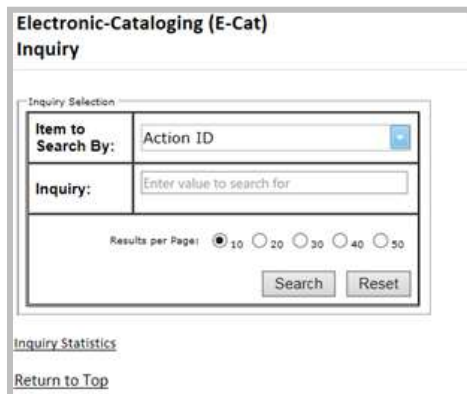 Electronic-Cataloging (E-Cat)
Inquiry
Inquiry Selection
Item to
Search By:
Action ID
Inquiry:
Enter value to search for
Results per Page: 10 20 30 40 50
Search Reset
Inquiry Statistics
Return to Top